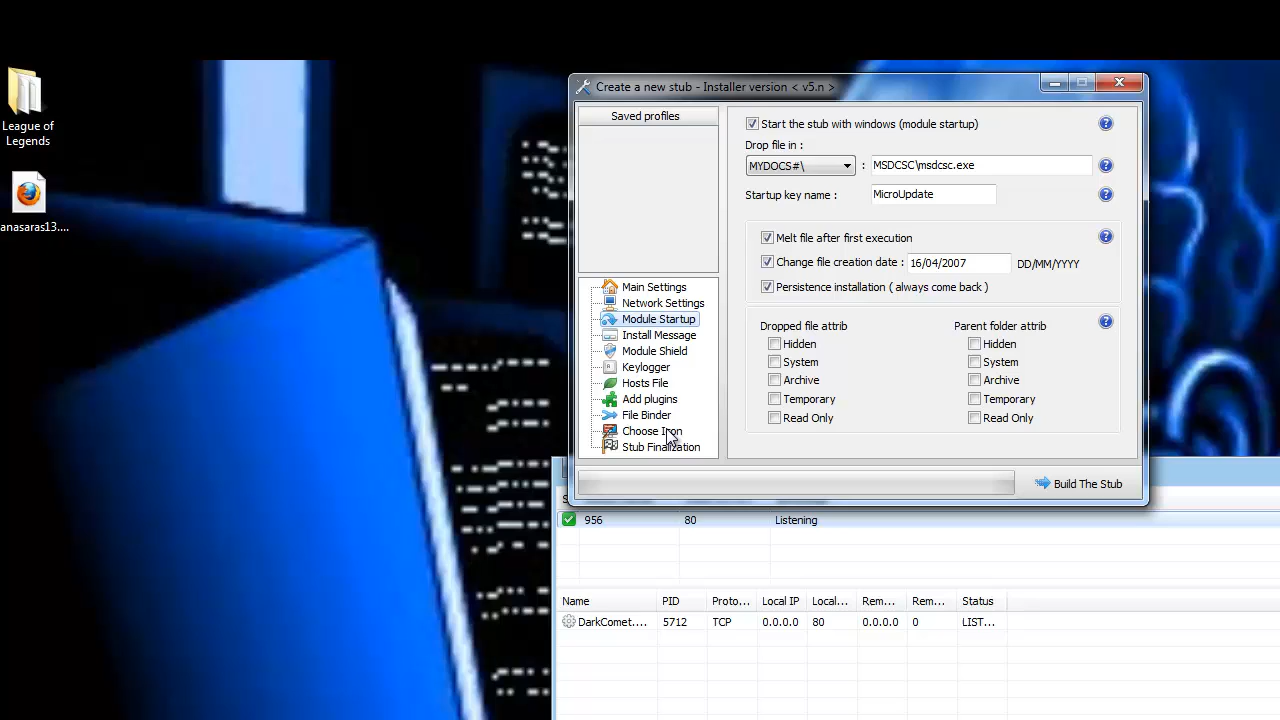 League of
Legends
anasaras13....
Create a new stub - Installer version < v5.n >
Saved profiles
Main Settings
Network Settings
Module Startup
Install Message
Module Shield
Keylogger
Hosts File
Add plugins
File Binder
Choose Icon
Stub Finalization
Start the stub with windows (module startup)
Drop file in :
MYDOCS#\ : MSDCSC\msdcsc.exe
Startup key name : MicroUpdate
Melt file after first execution
Change file creation date : 16/04/2007 DD/MM/YYYY
Persistence installation ( always come back )
Dropped file attrib Parent folder attrib
Hidden Hidden
System System
Archive Archive
Temporary Temporary
Read Only Read Only
Build The Stub
956 80 Listening
Name PID Proto... Local IP Local... Rem... Rem... Status
DarkComet.... 5712 TCP 0.0.0.0 80 0.0.0.0 0 LIST...